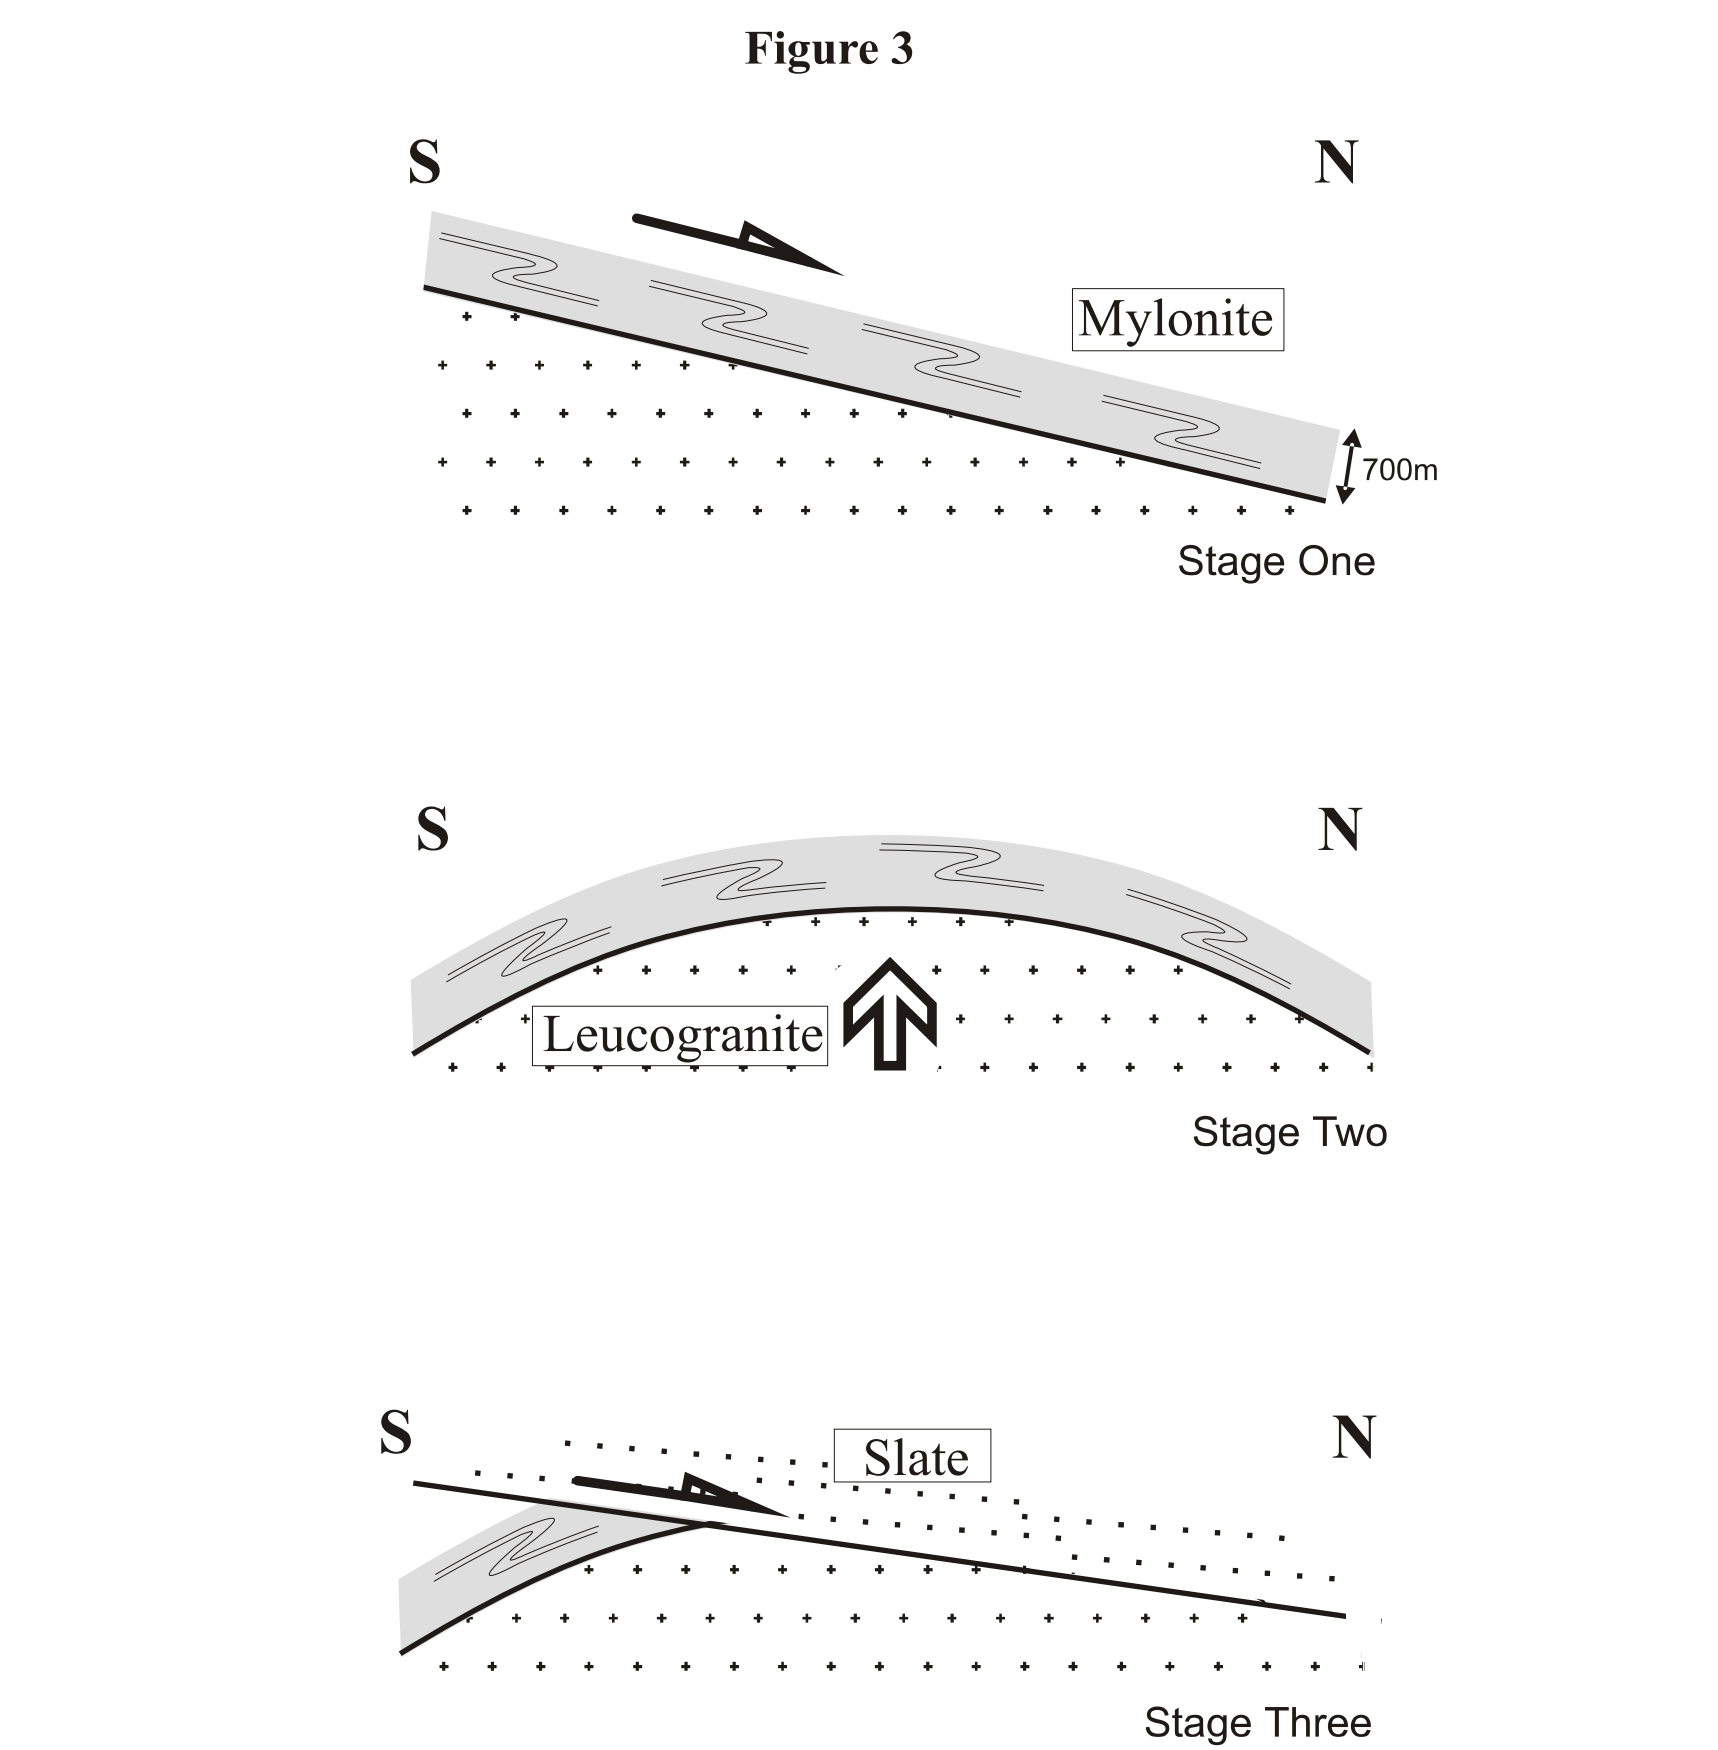 Figure 3
S N
Mylonite
700m
Stage One
S N
Leucogranite
Stage Two
S N
Slate
Stage Three